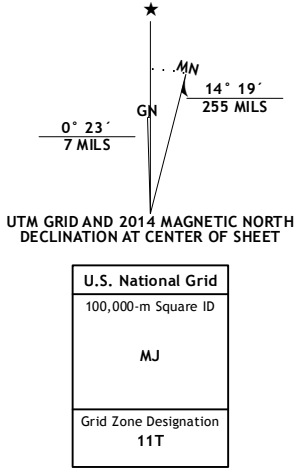 ★
MN
GN
14° 19´
255 MILS
0° 23´
7 MILS
UTM GRID AND 2014 MAGNETIC NORTH
DECLINATION AT CENTER OF SHEET
U.S. National Grid
100,000-m Square ID
MJ
Grid Zone Designation
11T